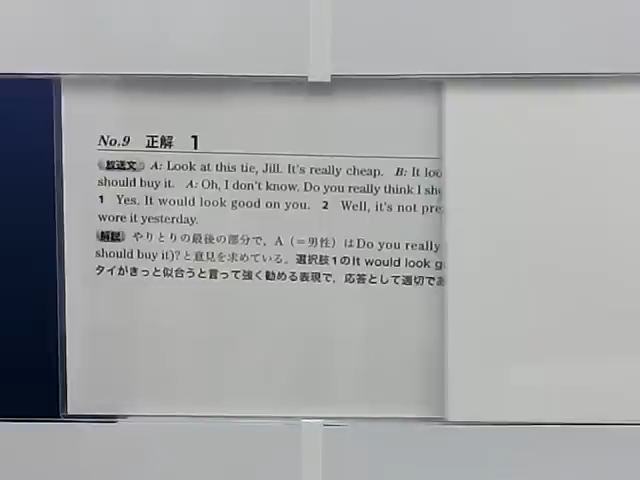 No.9 正解 1
放送文 A: Look at this tie, Jill. It's really cheap. B: It
should buy it. A: Oh, I don't know. Do you really think I
1 Yes. It would look good on you. 2 Well, it's not
wore it yesterday.
解説 やりとりの最後の部分で、A（＝男性）はDo you really
should buy it)?と意見を求めている。選択肢1のIt would look
タイがきっと似合うと言って強く勧める表現で、応答として適切で